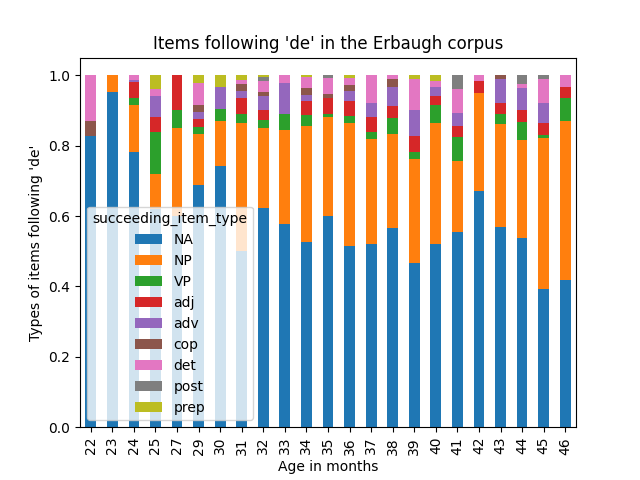 Items following 'de' in the Erbaugh corpus
Types of items following 'de'
1.0
0.8
0.6
0.4
0.2
0.0
succeeding_item_type
NA
NP
VP
adj
adv
cop
det
post
prep
22 23 24 25 27 29 30 31 32 33 34 35 36 37 38 39 40 41 42 43 44 45 46
Age in months